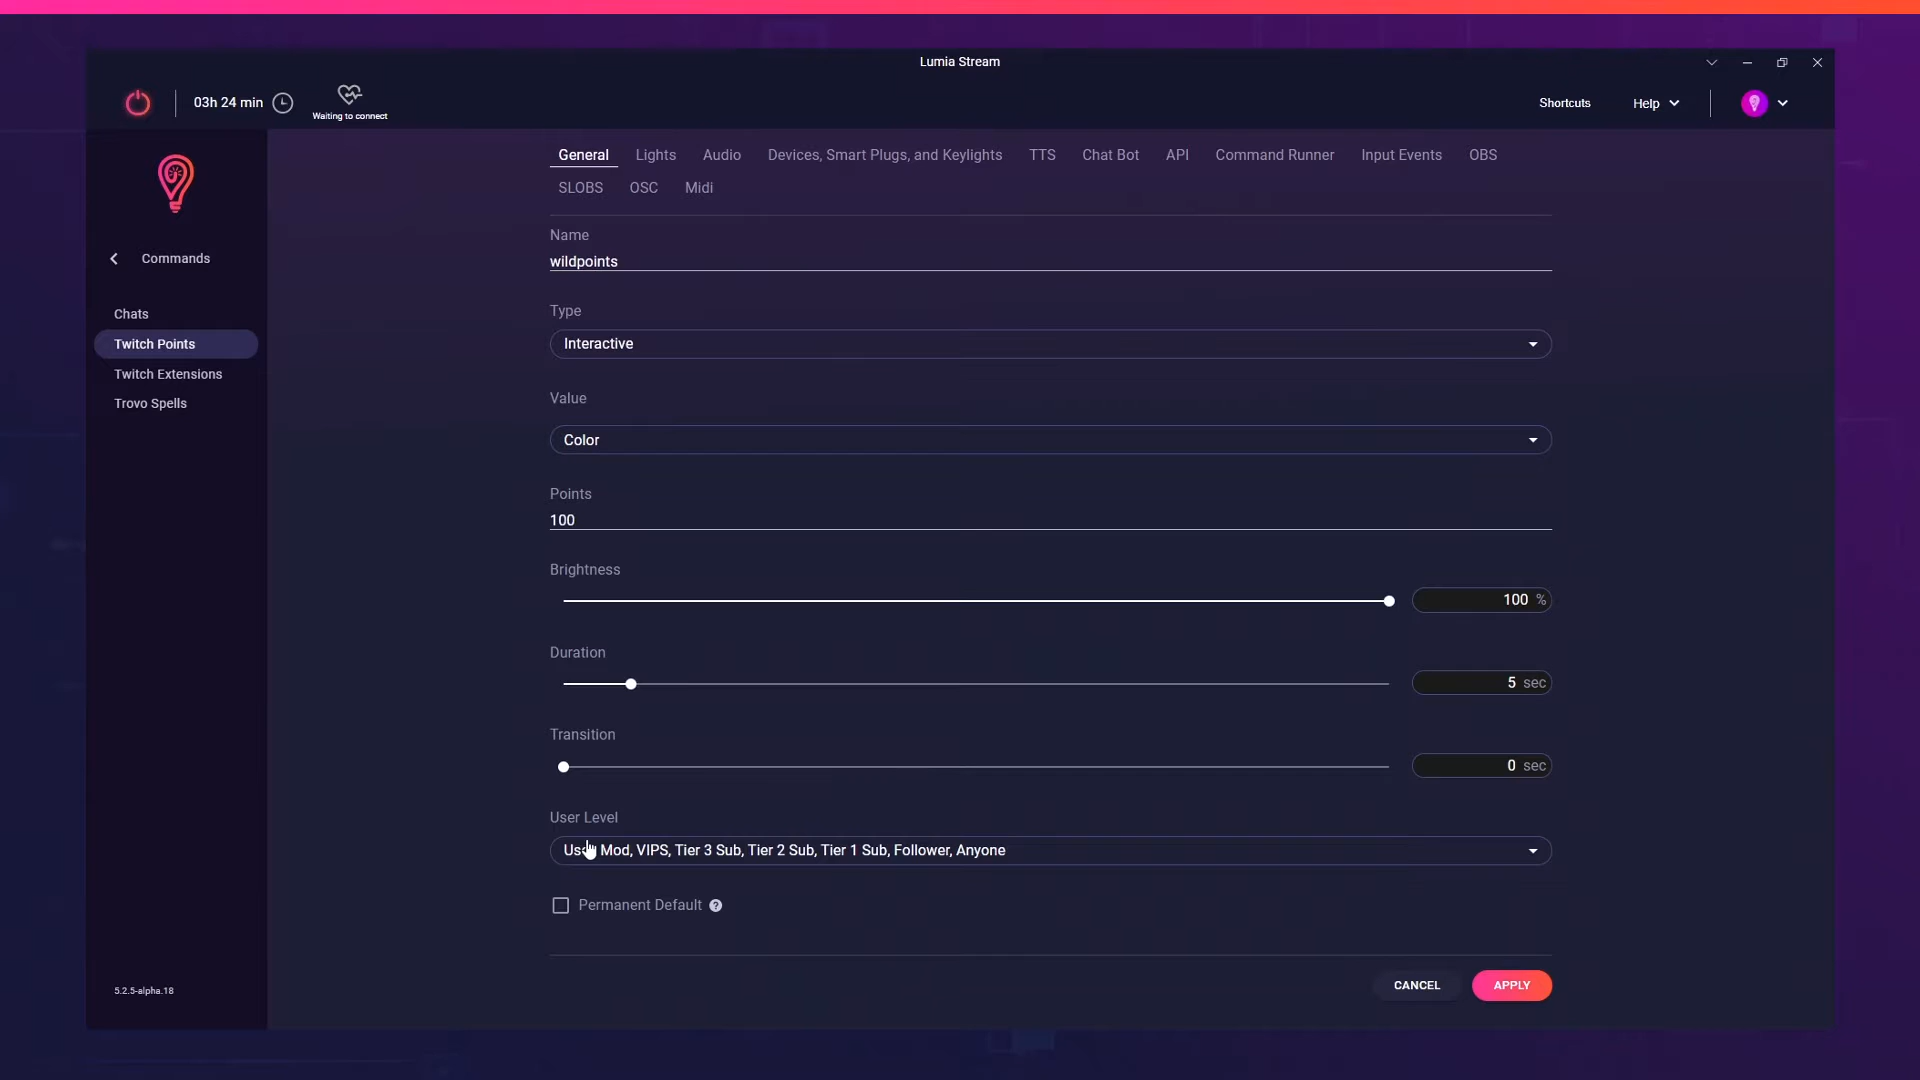 Lumia Stream
03h 24 min
Waiting to connect
Shortcuts
Help
General Lights Audio Devices, Smart Plugs, and Keylights TTS Chat Bot API Command Runner Input Events OBS
SLOBS OSC Midi
Commands
Chats
Twitch Points
Twitch Extensions
Trovo Spells
5.2.5-alpha.18
Name
wildpoints
Type
Interactive
Value
Color
Points
100
Brightness
100 %
Duration
5 sec
Transition
0 sec
User Level
Mod, VIPS, Tier 3 Sub, Tier 2 Sub, Tier 1 Sub, Follower, Anyone
Permanent Default ?
CANCEL
APPLY